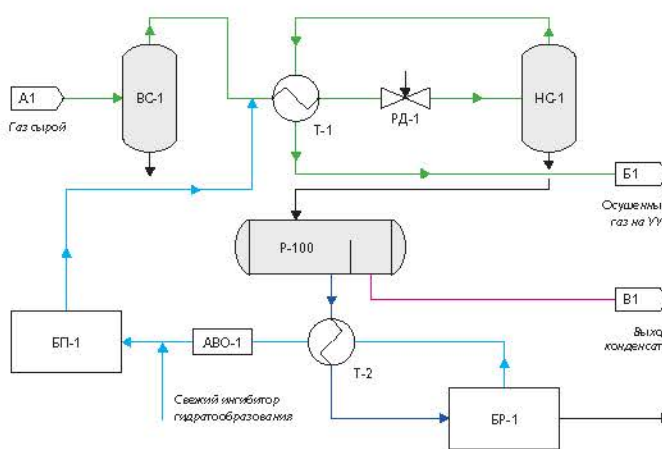 А1
ВС-1
Газ сырой
Т-1
РД-1
НС-1
Б1
Осушенны
газ на УУ
Р-100
В1
Выхо
конденсат
БП-1
АВО-1
Т-2
Свежий ингибитор
гидратообразования
БР-1